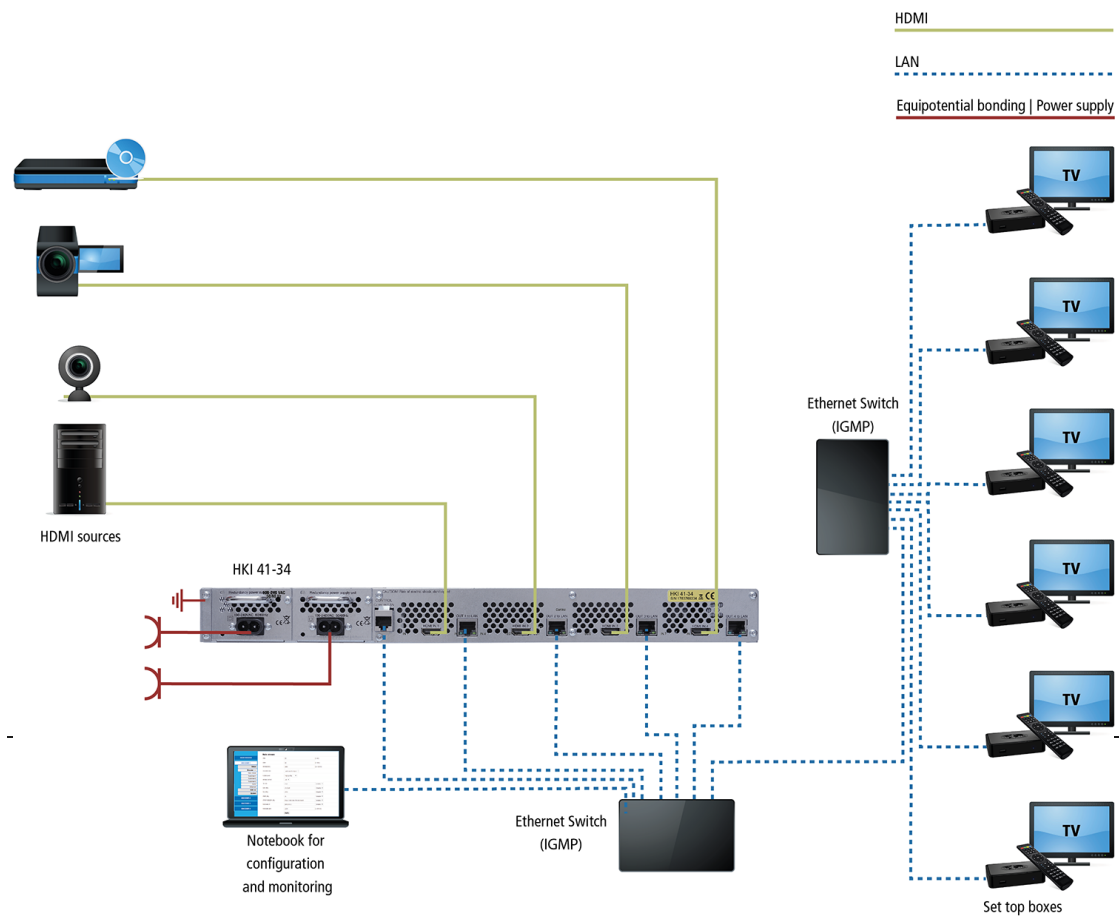 HDMI
LAN
Equipotential bonding | Power supply
TV
TV
Ethernet Switch
(IGMP)
TV
HDMI sources
HKI 41-34
HKI 41-34
TV
TV
Notebook for
configuration
and monitoring
Ethernet Switch
(IGMP)
TV
Set top boxes